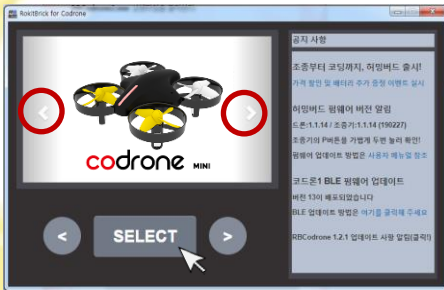 RokitBrick for Codrone
codrone MINI
<
SELECT
>
공지 사항
조종부터 코딩까지, 허밍버드 출시!
가격 할인 및 배터리 추가 증정 이벤트 실시
허밍버드 펌웨어 버전 알림
드론:1.1.14 / 조종기:1.1.14 (190227)
조종기의 P버튼을 가볍게 두번 눌러 확인!
펌웨어 업데이트 방법은 사용자 메뉴얼 참조
코드론1 BLE 펌웨어 업데이트
버전 13이 배포되었습니다
BLE 업데이트 방법은 여기를 클릭해 주세요
RBCodrone 1.2.1 업데이트 사항 알림(클릭!)